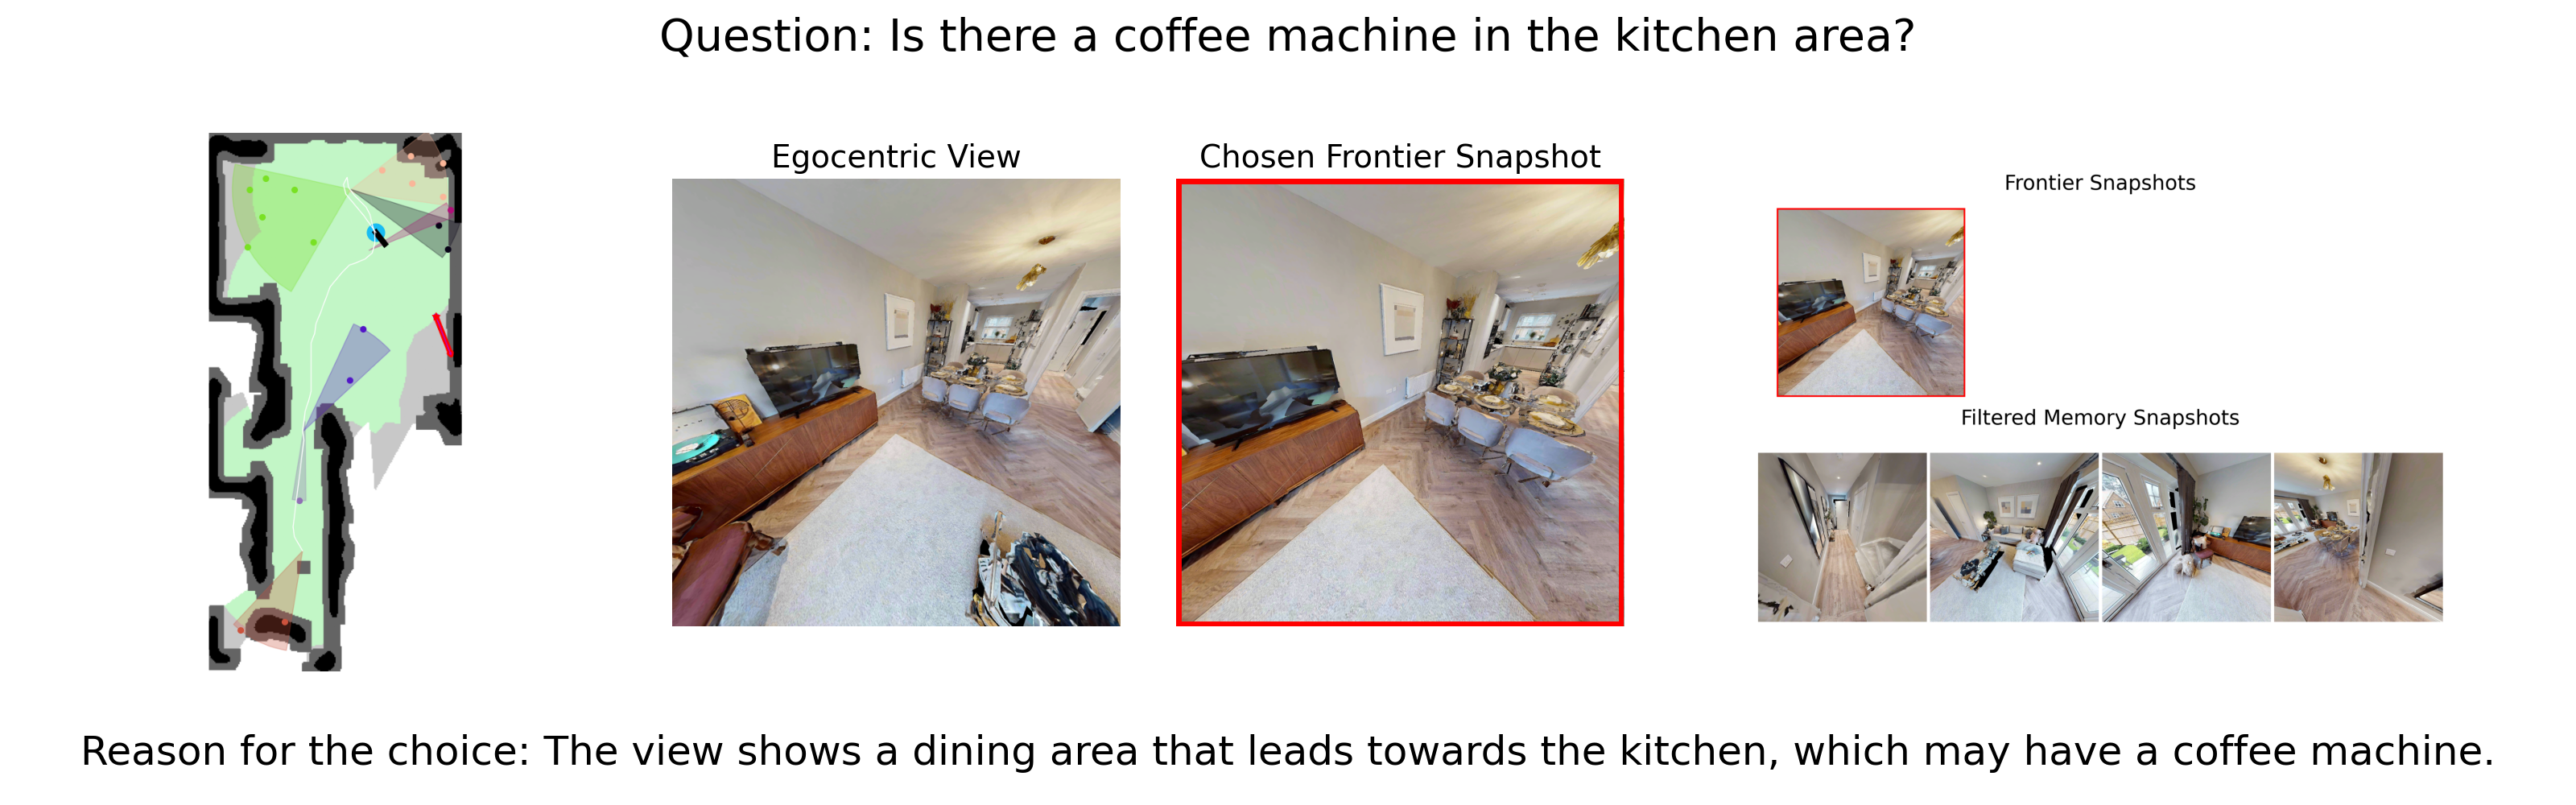 Question: Is there a coffee machine in the kitchen area?
Egocentric View
Chosen Frontier Snapshot
Frontier Snapshots
Filtered Memory Snapshots
Reason for the choice: The view shows a dining area that leads towards the kitchen, which may have a coffee machine.